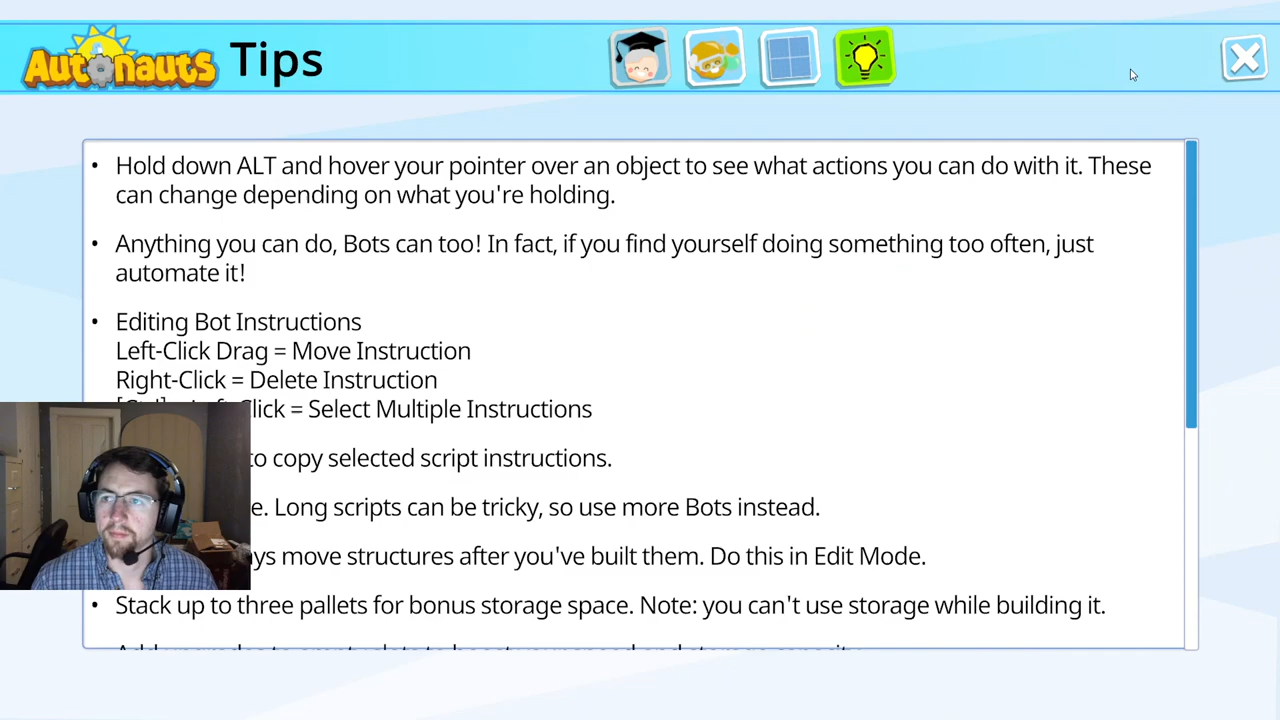 Autonauts Tips
• Hold down ALT and hover your pointer over an object to see what actions you can do with it. These
can change depending on what you're holding.
• Anything you can do, Bots can too! In fact, if you find yourself doing something too often, just
automate it!
• Editing Bot Instructions
Left-Click Drag = Move Instruction
Right-Click = Delete Instruction
Click = Select Multiple Instructions
to copy selected script instructions.
Long scripts can be tricky, so use more Bots instead.
move structures after you've built them. Do this in Edit Mode.
• Stack up to three pallets for bonus storage space. Note: you can't use storage while building it.